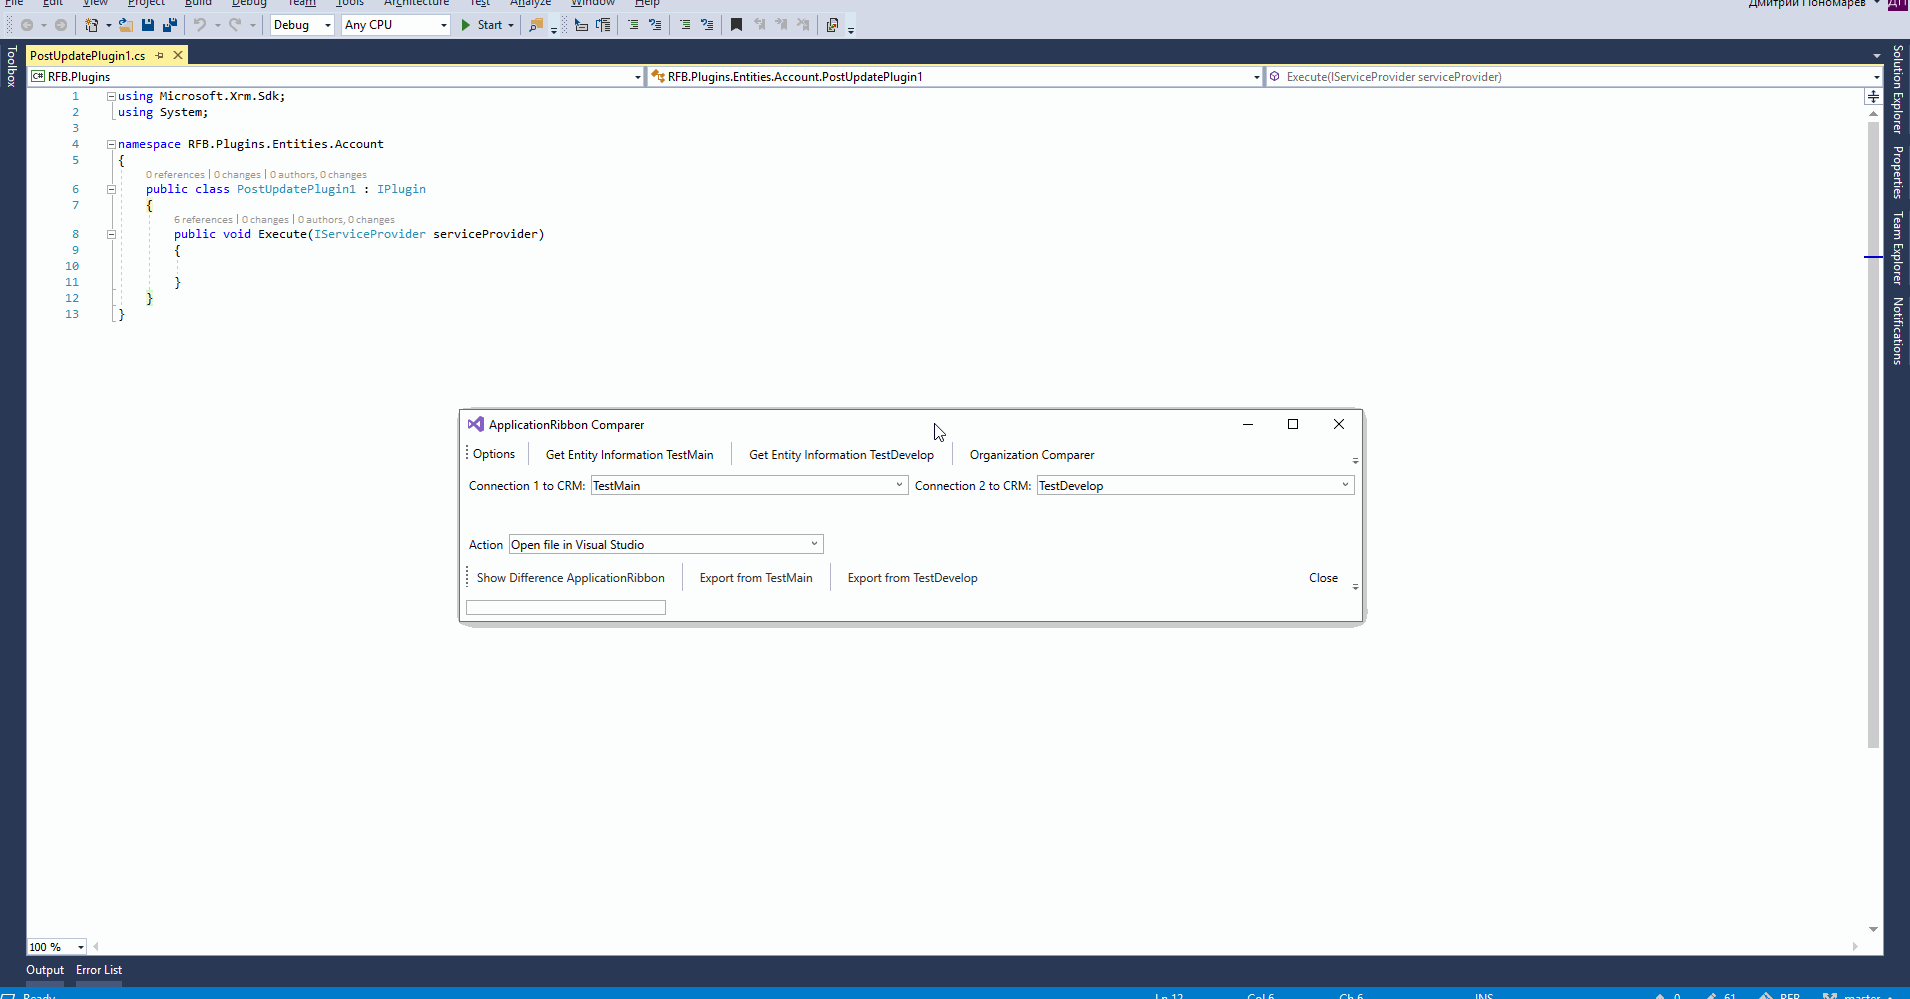 File Edit View Project Build Debug Team Tools Architecture Test Analyze Window Help Дмитрий Пономарев ДП
Debug Any CPU Start
Toolbox
PostUpdatePlugin1.cs
C# RFB.Plugins RFB.Plugins.Entities.Account.PostUpdatePlugin1 Execute(IServiceProvider serviceProvider)
1 using Microsoft.Xrm.Sdk;
2 using System;
3
4 namespace RFB.Plugins.Entities.Account
5 {
0 references | 0 changes | 0 authors, 0 changes
6 public class PostUpdatePlugin1 : IPlugin
7 {
6 references | 0 changes | 0 authors, 0 changes
8 public void Execute(IServiceProvider serviceProvider)
9 {
10
11 }
12 }
13 }
ApplicationRibbon Comparer
Options Get Entity Information TestMain Get Entity Information TestDevelop Organization Comparer
Connection 1 to CRM: TestMain Connection 2 to CRM: TestDevelop
Action Open file in Visual Studio
Show Difference ApplicationRibbon Export from TestMain Export from TestDevelop Close
Solution Explorer
Properties
Team Explorer
Notifications
100 %
Output Error List
Ready Ln 12 Col 6 Ch 6 INS 0 61 RFB master